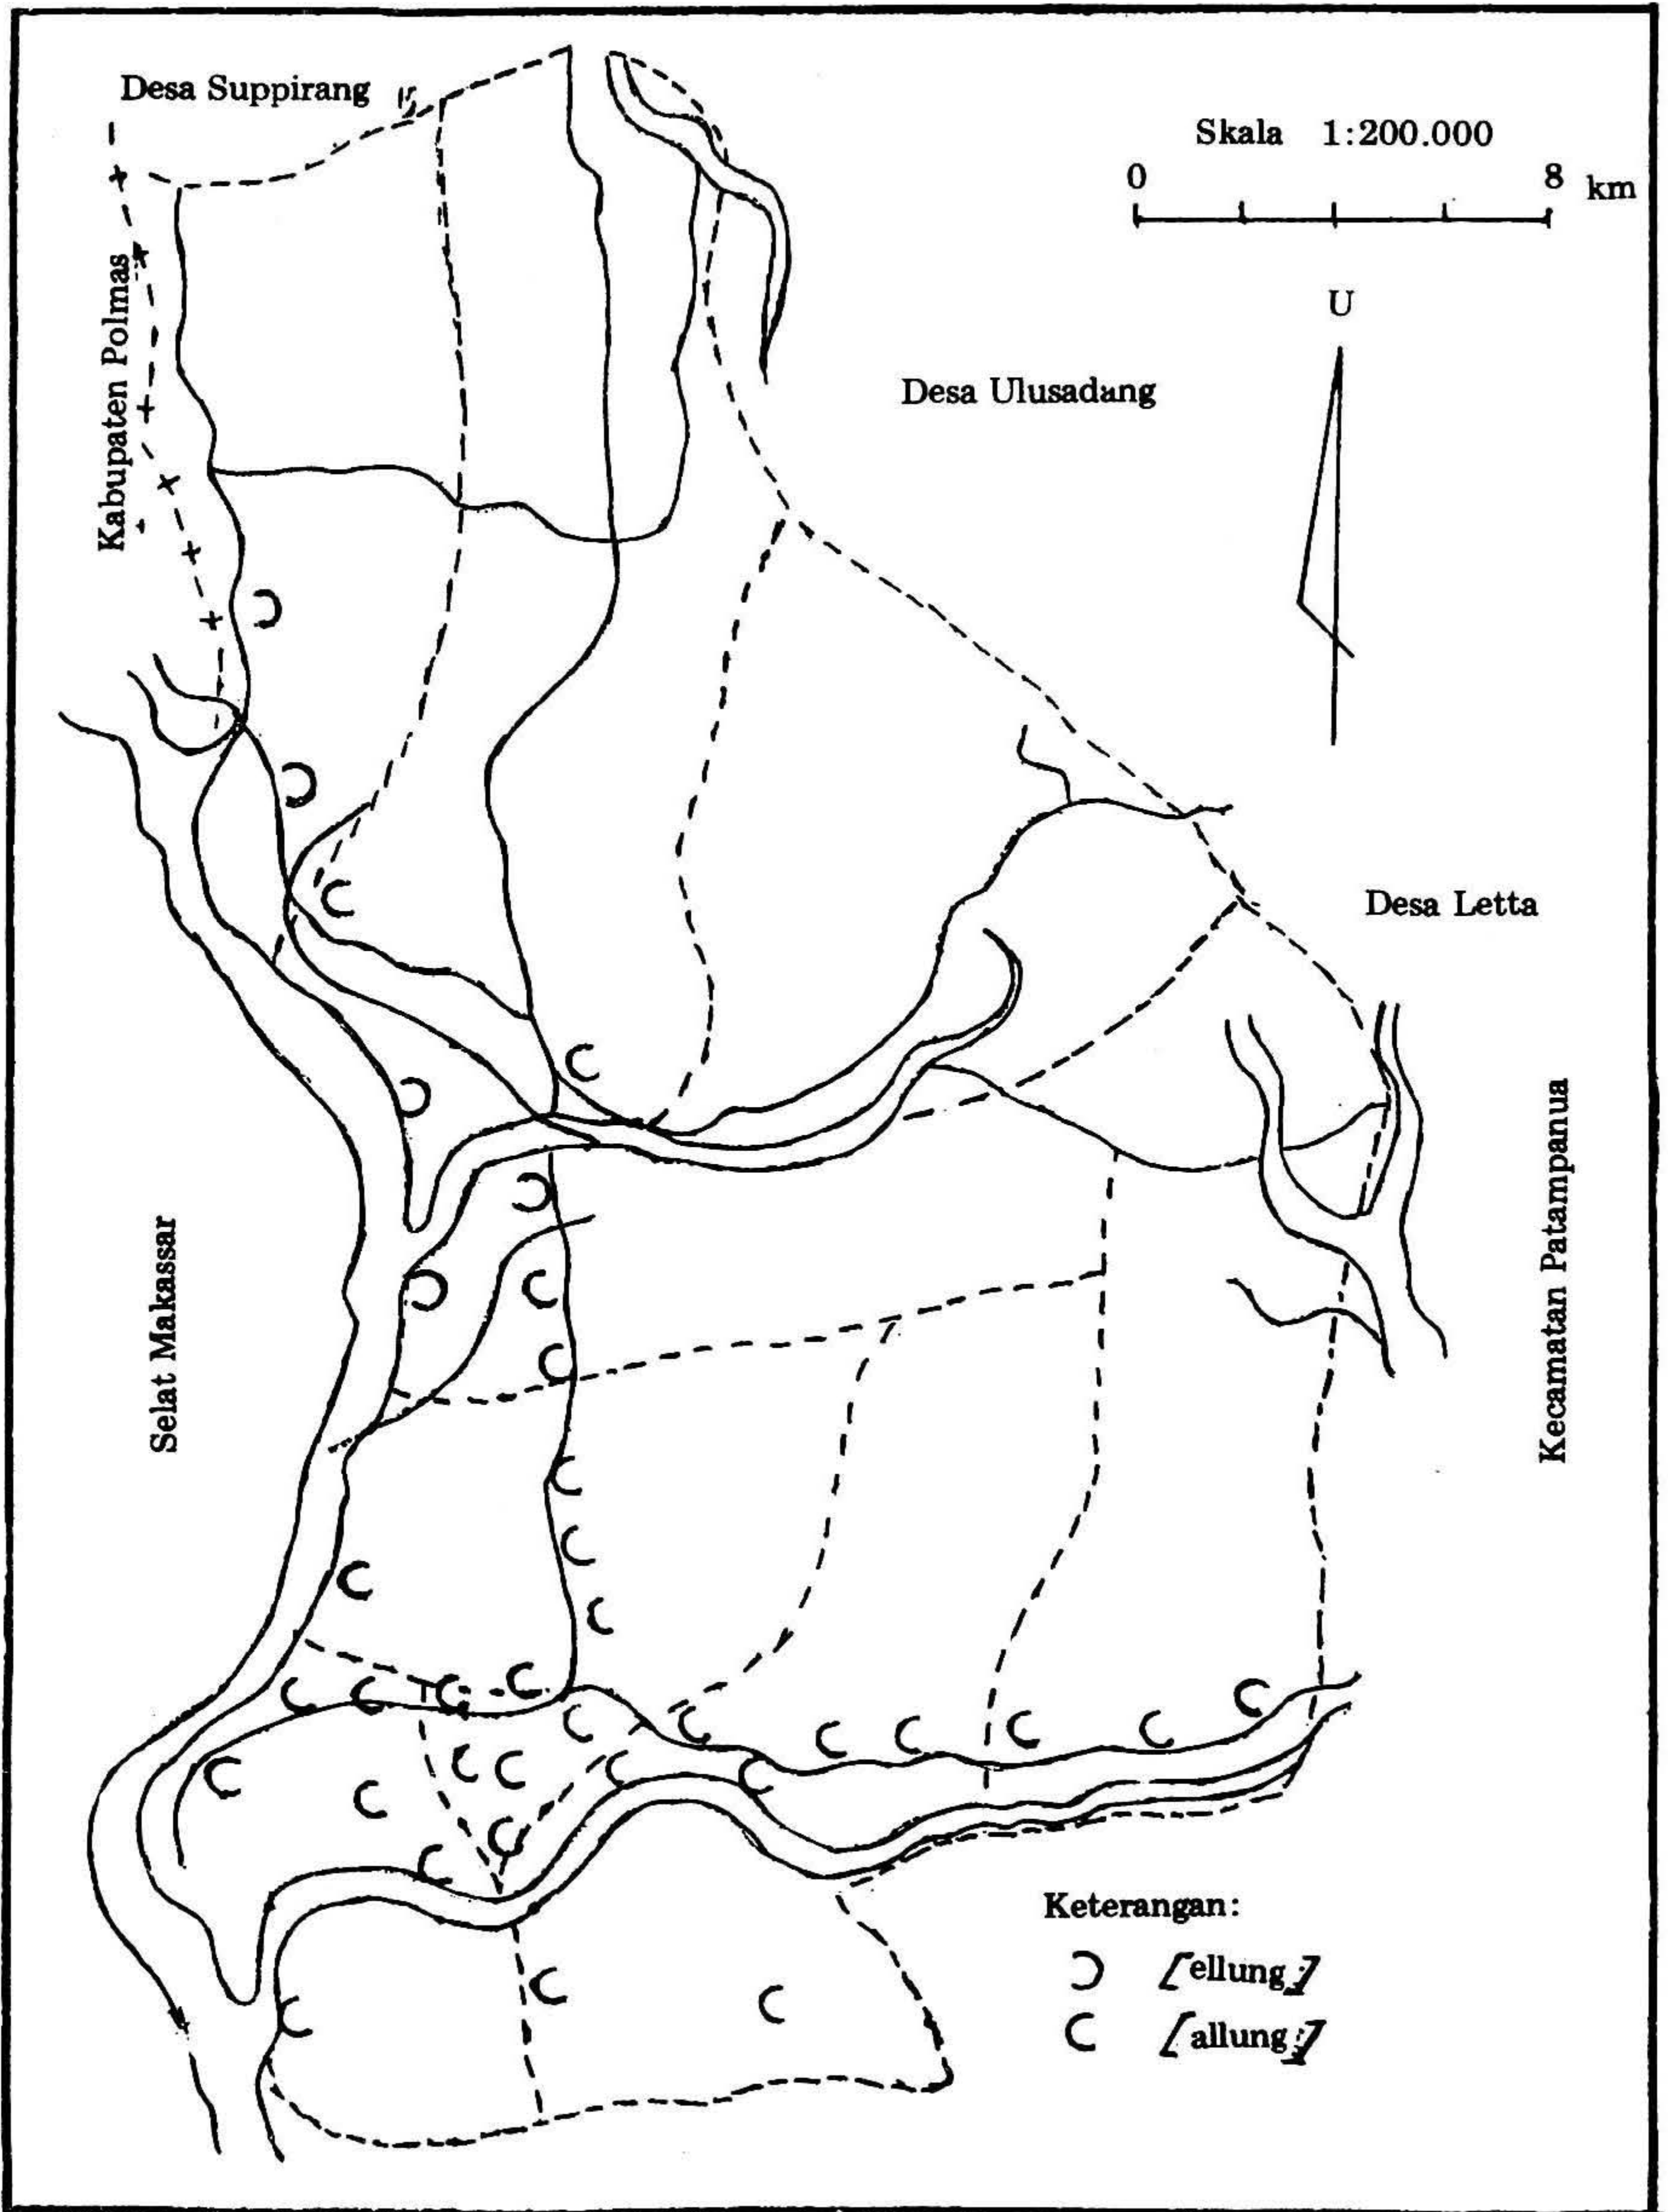 Desa Suppirang
Skala 1:200.000
0 8 km
U
Kabupaten Polmas
Desa Ulusadang
Desa Letta
Kecamatan Patampanua
Selat Makassar
Keterangan:
[ellung]
[allung]